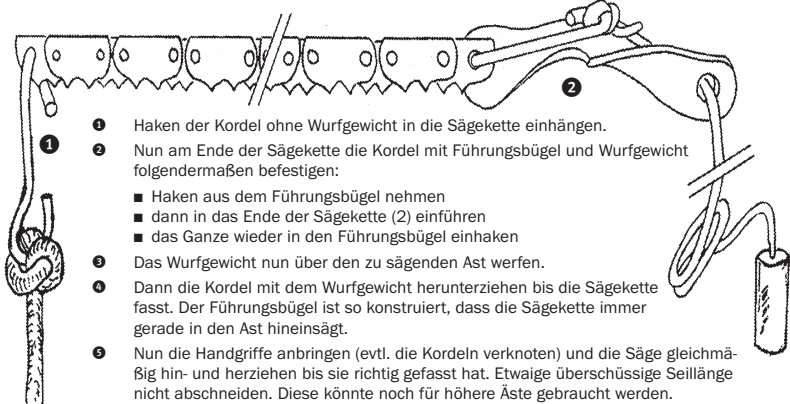 ❷
❶
❶ Haken der Kordel ohne Wurfgewicht in die Sägekette einhängen.
❷ Nun am Ende der Sägekette die Kordel mit Führungsbügel und Wurfgewicht
folgendermaßen befestigen:
■ Haken aus dem Führungsbügel nehmen
■ dann in das Ende der Sägekette (2) einführen
■ das Ganze wieder in den Führungsbügel einhaken
❸ Das Wurfgewicht nun über den zu sägenden Ast werfen.
❹ Dann die Kordel mit dem Wurfgewicht herunterziehen bis die Sägekette
fasst. Der Führungsbügel ist so konstruiert, dass die Sägekette immer
gerade in den Ast hineinsägt.
❺ Nun die Handgriffe anbringen (evtl. die Kordeln verknoten) und die Säge gleichmä-
ßig hin- und herziehen bis sie richtig gefasst hat. Etwaige überschüssige Seillänge
nicht abschneiden. Diese könnte noch für höhere Äste gebraucht werden.